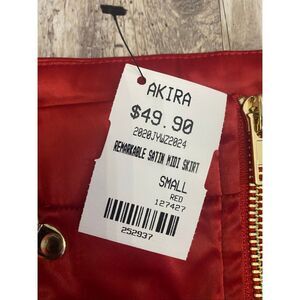 AKIRA
$49.90
2020JYWZ2024
REMARKABLE SATIN MIDI SKIRT
SMALL
RED
127427
252937